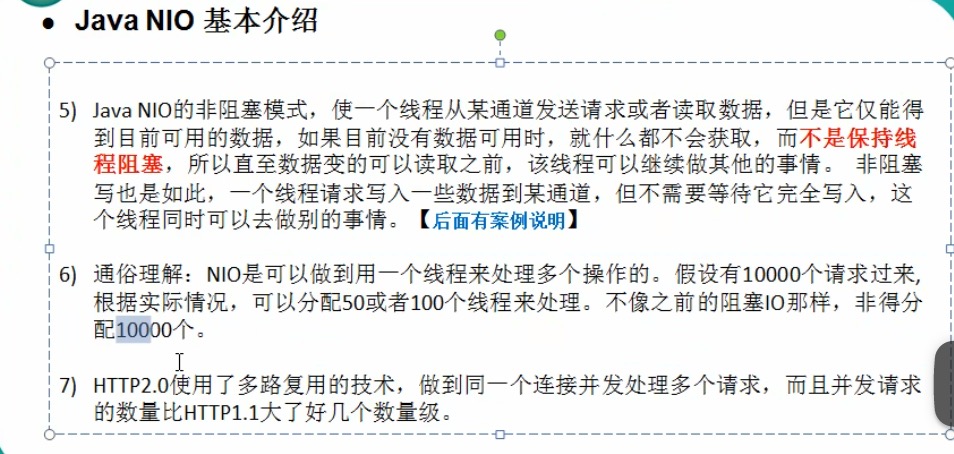 ● Java NIO 基本介绍
5) Java NIO的非阻塞模式，使一个线程从某通道发送请求或者读取数据，但是它仅能得
到目前可用的数据，如果目前没有数据可用时，就什么都不会获取，而不是保持线
程阻塞，所以直至数据变的可以读取之前，该线程可以继续做其他的事情。 非阻塞
写也是如此，一个线程请求写入一些数据到某通道，但不需要等待它完全写入，这
个线程同时可以去做别的事情。【后面有案例说明】
6) 通俗理解：NIO是可以做到用一个线程来处理多个操作的。假设有10000个请求过来,
根据实际情况，可以分配50或者100个线程来处理。不像之前的阻塞IO那样，非得分
配10000个。
7) HTTP2.0使用了多路复用的技术，做到同一个连接并发处理多个请求，而且并发请求
的数量比HTTP1.1大了好几个数量级。